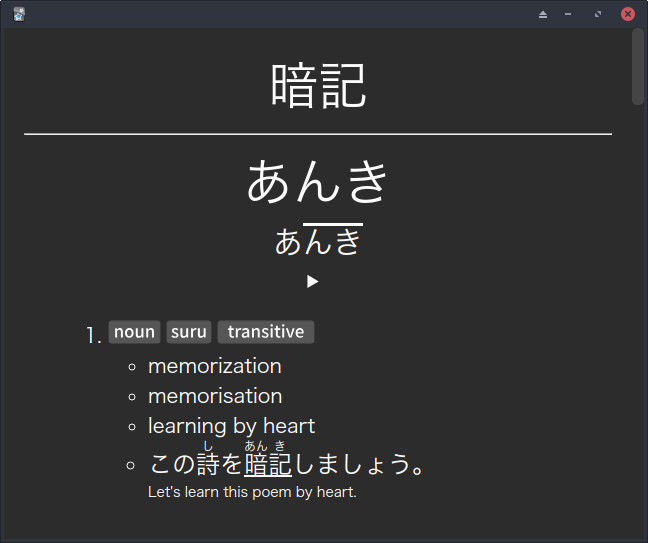 暗記
あんき
あんき
1. noun suru transitive
memorization
memorisation
learning by heart
この詩を暗記しましょう。
し あん き
Let's learn this poem by heart.